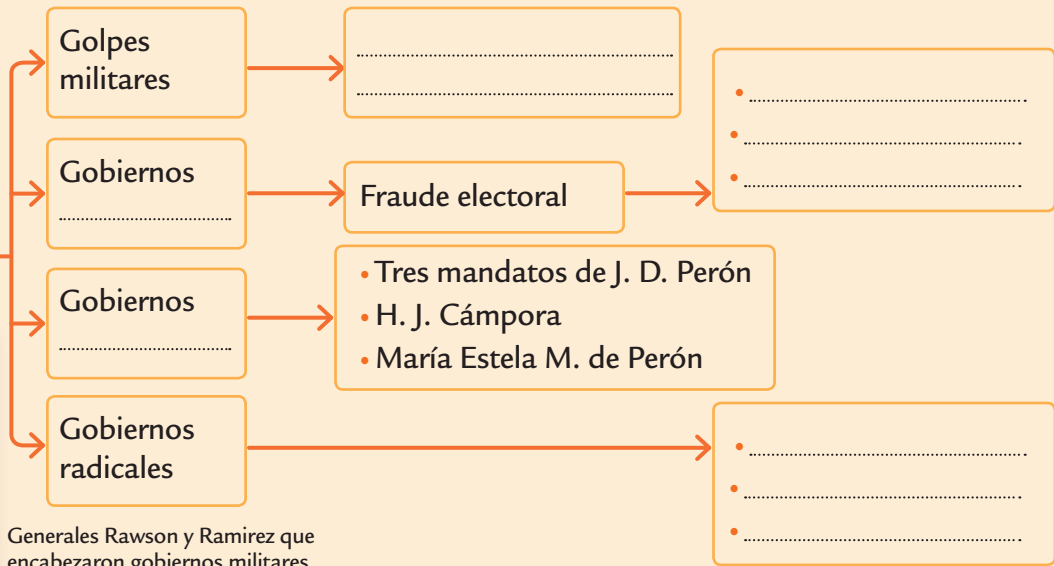 Golpes
militares
Gobiernos
Fraude electoral
Gobiernos
• Tres mandatos de J. D. Perón
• H. J. Cámpora
• María Estela M. de Perón
Gobiernos
radicales
Generales Rawson y Ramirez que
encabezaron gobiernos militares